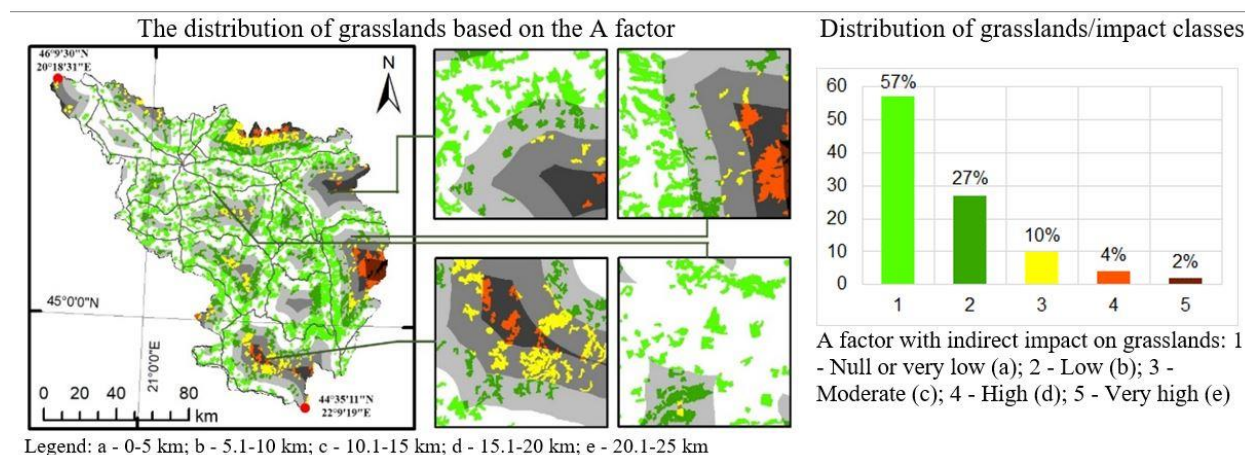 The distribution of grasslands based on the A factor
46°9'30"N
20°18'31"E
N
45°0'0"N
21°0'0"E
0 20 40 80
km
44°35'11"N
22°9'19"E
Legend: a - 0-5 km; b - 5.1-10 km; c - 10.1-15 km; d - 15.1-20 km; e - 20.1-25 km
Distribution of grasslands/impact classes
60
50
40
30
20
10
0
57%
27%
10%
4%
2%
1 2 3 4 5
A factor with indirect impact on grasslands: 1
- Null or very low (a); 2 - Low (b); 3 -
Moderate (c); 4 - High (d); 5 - Very high (e)